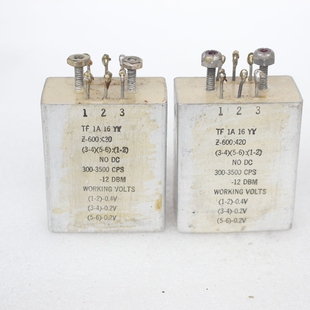 1 2 3
TF 1A 16 YY
Z-600:420
(3-4)(5-6):(1-2)
NO DC
300-3500 CPS
-12 DBM
WORKING VOLTS
(1-2)-0.4V
(3-4)-0.2V
(5-6)-0.2V
1 2 3
TF 1A 16 YY
Z-600:420
(3-4)(5-6):(1-2)
NO DC
300-3500 CPS
-12 DBM
WORKING VOLTS
(1-2)-0.4V
(3-4)-0.2V
(5-6)-0.2V